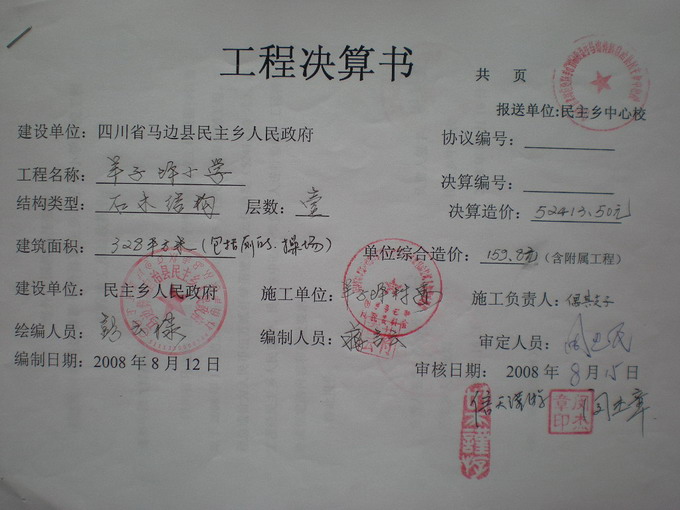 工程决算书
共 页
报送单位:民主乡中心校
建设单位: 四川省马边县民主乡人民政府
协议编号:
工程名称: 羊子坪小学
决算编号:
结构类型: 石木结构 层数: 壹
决算造价: 52413.50元
建筑面积: 328平方米(包括厕所、操场)
单位综合造价: 159.8元 (含附属工程)
建设单位: 民主乡人民政府
施工单位: 羊子坪村委
施工负责人:
绘编人员:
编制人员:
审定人员:
编制日期: 2008年8月12日
审核日期: 2008年8月15日